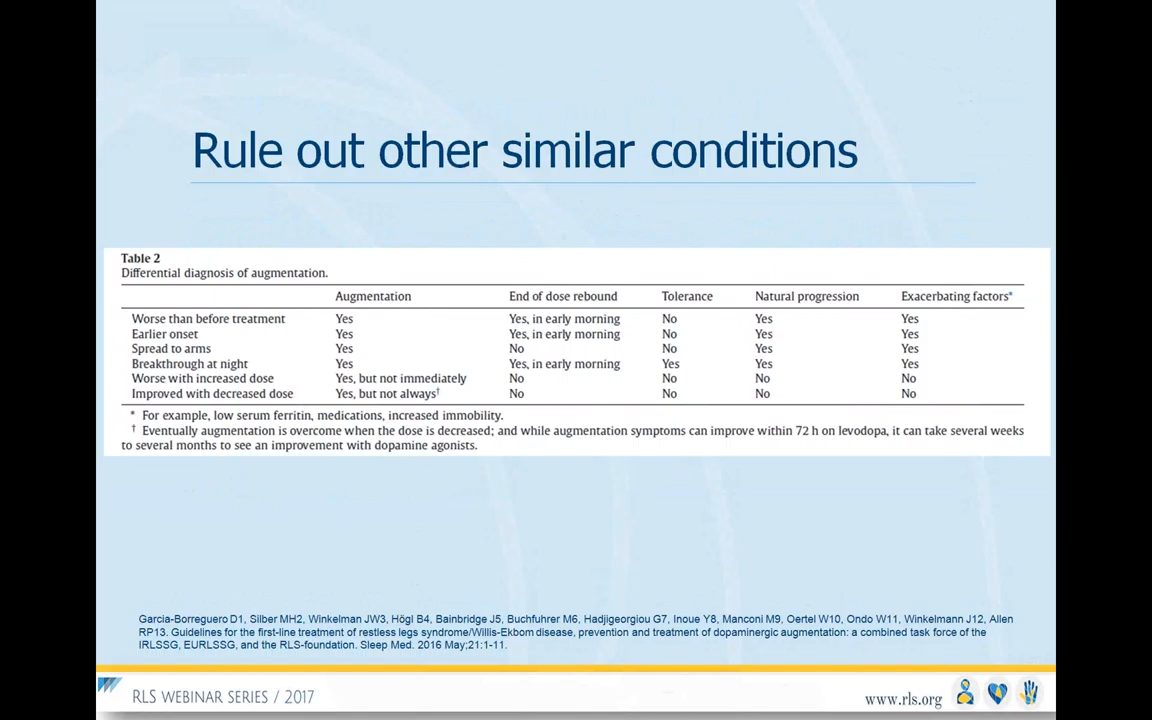 Rule out other similar conditions
Table 2
Differential diagnosis of augmentation.
Augmentation End of dose rebound Tolerance Natural progression Exacerbating factors*
Worse than before treatment Yes Yes, in early morning No Yes Yes
Earlier onset Yes Yes, in early morning No Yes Yes
Spread to arms Yes No No Yes Yes
Breakthrough at night Yes Yes, in early morning Yes Yes Yes
Worse with increased dose Yes, but not immediately No No No No
Improved with decreased dose Yes, but not always† No No No No
* For example, low serum ferritin, medications, increased immobility.
† Eventually augmentation is overcome when the dose is decreased; and while augmentation symptoms can improve within 72 h on levodopa, it can take several weeks
to several months to see an improvement with dopamine agonists.
Garcia-Borreguero D1, Silber MH2, Winkelman JW3, Högl B4, Bainbridge J5, Buchfuhrer M6, Hadjigeorgiou G7, Inoue Y8, Manconi M9, Oertel W10, Ondo W11, Winkelmann J12, Allen
RP13. Guidelines for the first-line treatment of restless legs syndrome/Willis-Ekbom disease, prevention and treatment of dopaminergic augmentation: a combined task force of the
IRLSSG, EURLSSG, and the RLS-foundation. Sleep Med. 2016 May;21:1-11.
RLS WEBINAR SERIES / 2017
www.rls.org